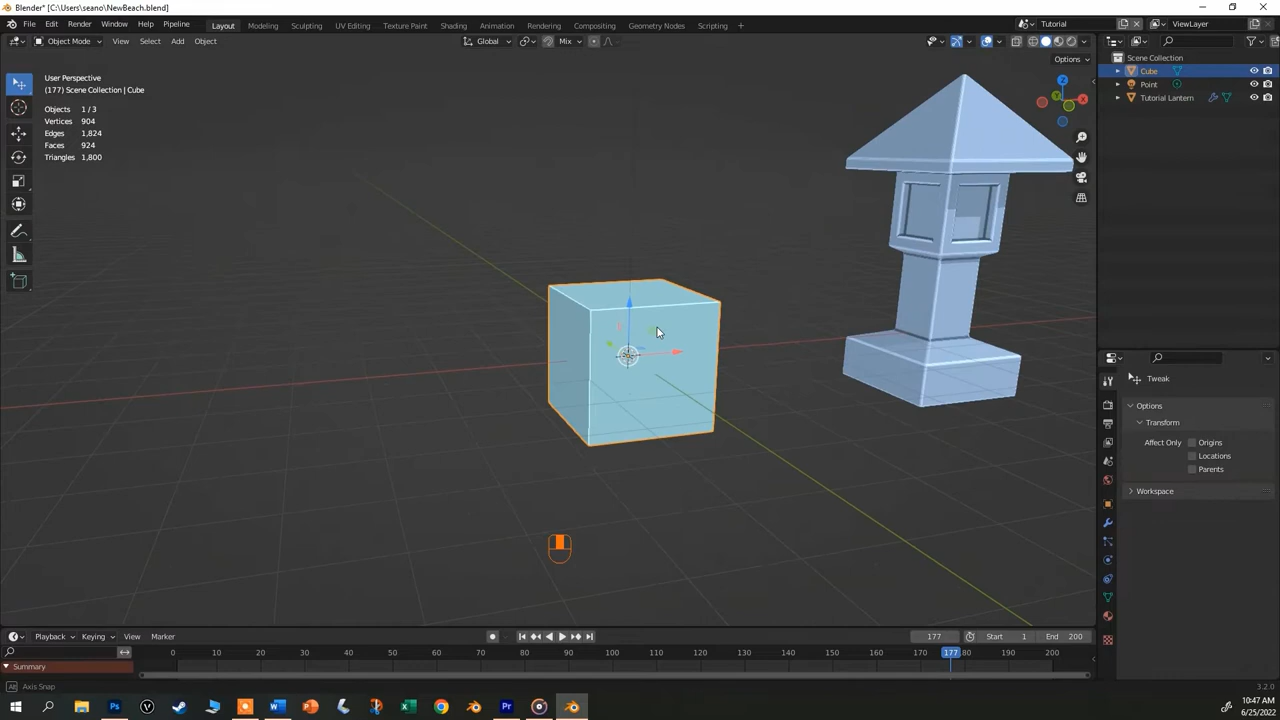 Blender* [C:\Users\seano\NewBeach.blend]
File Edit Render Window Help Pipeline Layout Modeling Sculpting UV Editing Texture Paint Shading Animation Rendering Compositing Geometry Nodes Scripting + Tutorial ViewLayer
Object Mode View Select Add Object Global Mix
Options
User Perspective
(177) Scene Collection | Cube
Objects 1 / 3
Vertices 904
Edges 1,824
Faces 924
Triangles 1,800
Z
Y
X
Scene Collection
Cube
Point
Tutorial Lantern
Tweak
Options
Transform
Affect Only Origins
Locations
Parents
Workspace
Playback Keying View Marker 177 Start 1 End 200
0 10 20 30 40 50 60 70 80 90 100 110 120 130 140 150 160 170 177 180 190 200
Summary
Alt Axis Snap 3.2.0
10:47 AM
6/25/2022